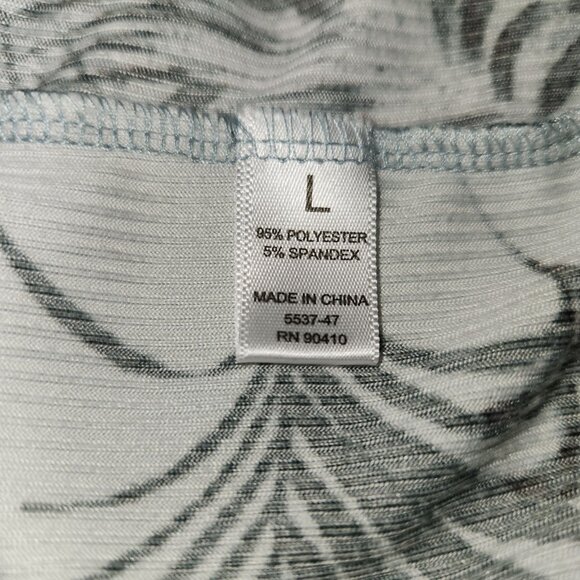 L
95% POLYESTER
5% SPANDEX
MADE IN CHINA
5537-47
RN 90410